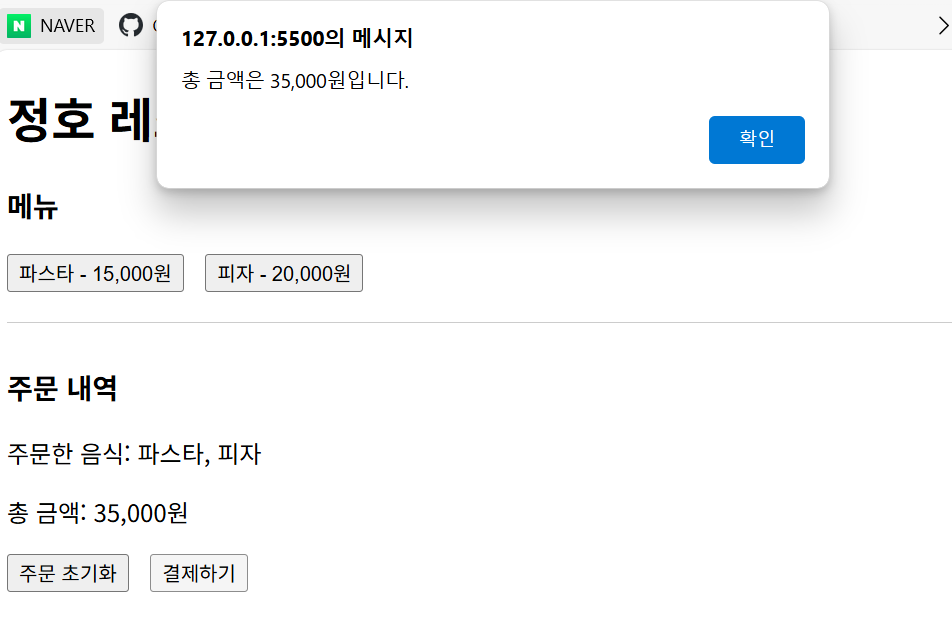 NAVER
127.0.0.1:5500의 메시지
총 금액은 35,000원입니다.
확인
정호
메뉴
파스타 - 15,000원 피자 - 20,000원
주문 내역
주문한 음식: 파스타, 피자
총 금액: 35,000원
주문 초기화 결제하기